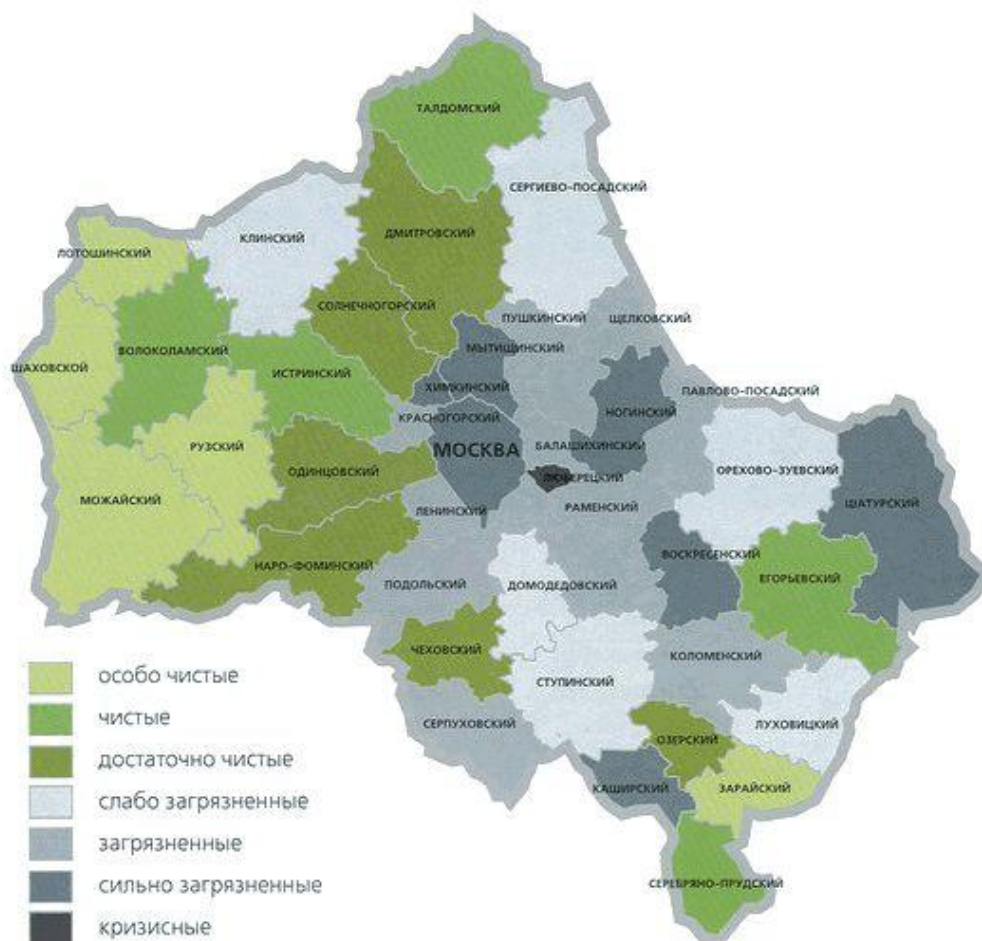 ТАЛДОМСКИЙ
СЕРГИЕВО-ПОСАДСКИЙ
ДМИТРОВСКИЙ
КЛИНСКИЙ
ЛОТОШИНСКИЙ
СОЛНЕЧНОГОРСКИЙ
ПУШКИНСКИЙ
ЩЕЛКОВСКИЙ
ВОЛОКОЛАМСКИЙ
МЫТИЩИНСКИЙ
ШАХОВСКОЙ
ИСТРИНСКИЙ
ХИМКИНСКИЙ
ПАВЛОВО-ПОСАДСКИЙ
КРАСНОГОРСКИЙ
НОГИНСКИЙ
РУЗСКИЙ
МОСКВА
БАЛАШИХИНСКИЙ
ОДИНЦОВСКИЙ
ЛЮБЕРЕЦКИЙ
ОРЕХОВО-ЗУЕВСКИЙ
МОЖАЙСКИЙ
ЛЕНИНСКИЙ
РАМЕНСКИЙ
ШАТУРСКИЙ
НАРО-ФОМИНСКИЙ
ВОСКРЕСЕНСКИЙ
ПОДОЛЬСКИЙ
ДОМОДЕДОВСКИЙ
ЕГОРЬЕВСКИЙ
ЧЕХОВСКИЙ
КОЛОМЕНСКИЙ
СТУПИНСКИЙ
СЕРПУХОВСКИЙ
ЛУХОВИЦКИЙ
ОЗЕРСКИЙ
КАШИРСКИЙ
ЗАРАЙСКИЙ
СЕРЕБРЯНО-ПРУДСКИЙ
особо чистые
чистые
достаточно чистые
слабо загрязненные
загрязненные
сильно загрязненные
кризисные